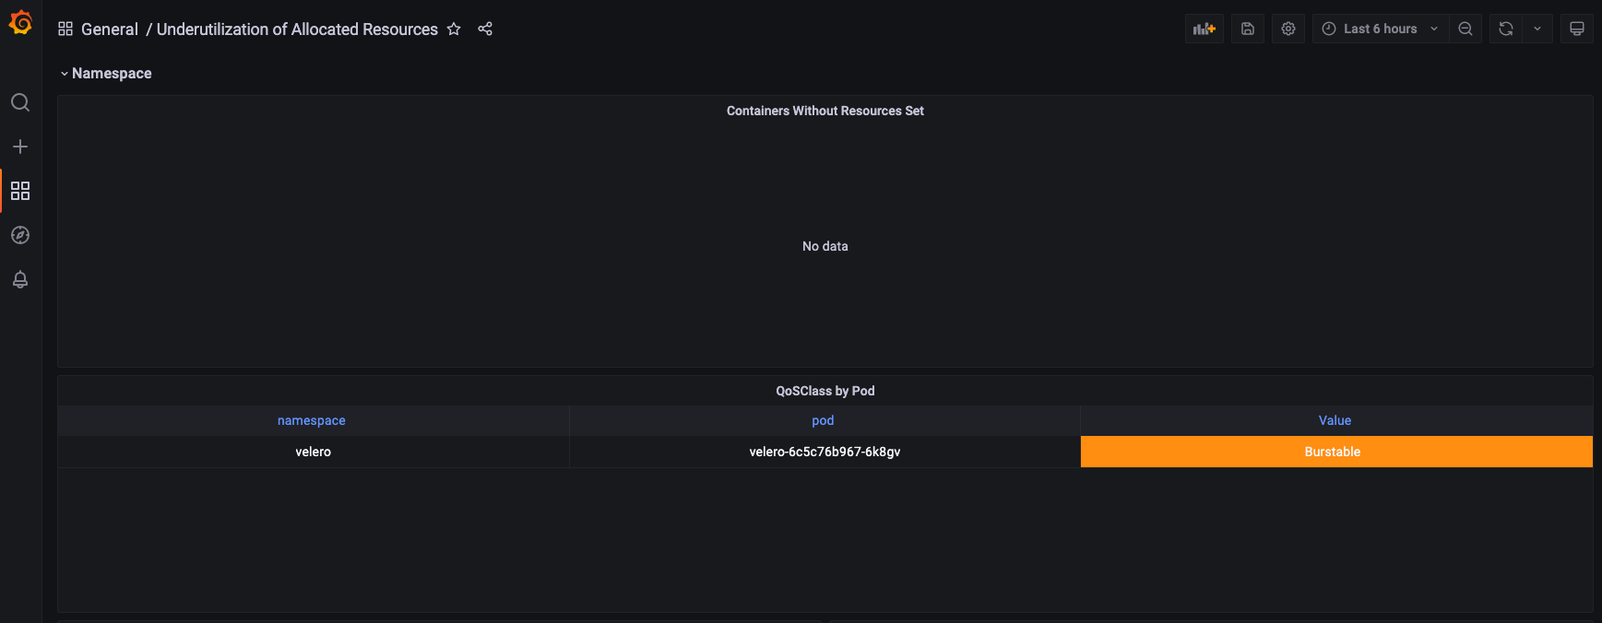 General / Underutilization of Allocated Resources
Last 6 hours
Namespace
Containers Without Resources Set
No data
QoSClass by Pod
namespace pod Value
velero velero-6c5c76b967-6k8gv Burstable